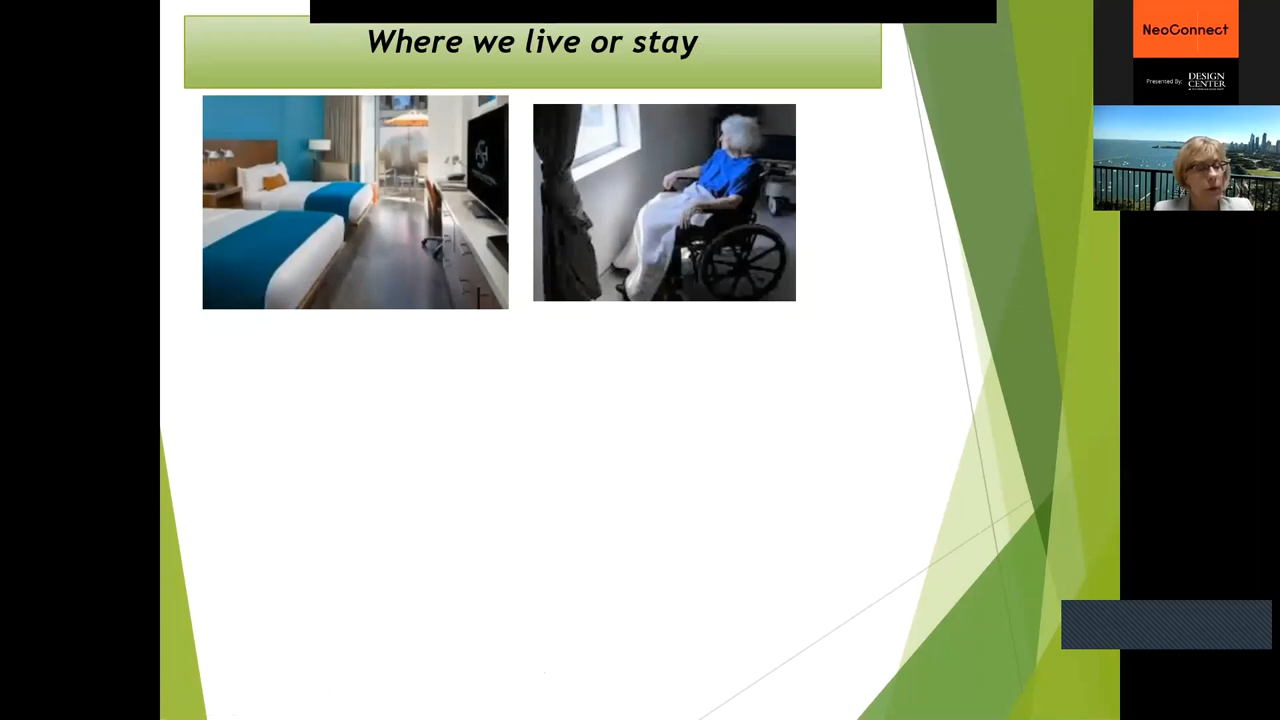 Where we live or stay
NeoConnect
Presented By:
DESIGN
CENTER